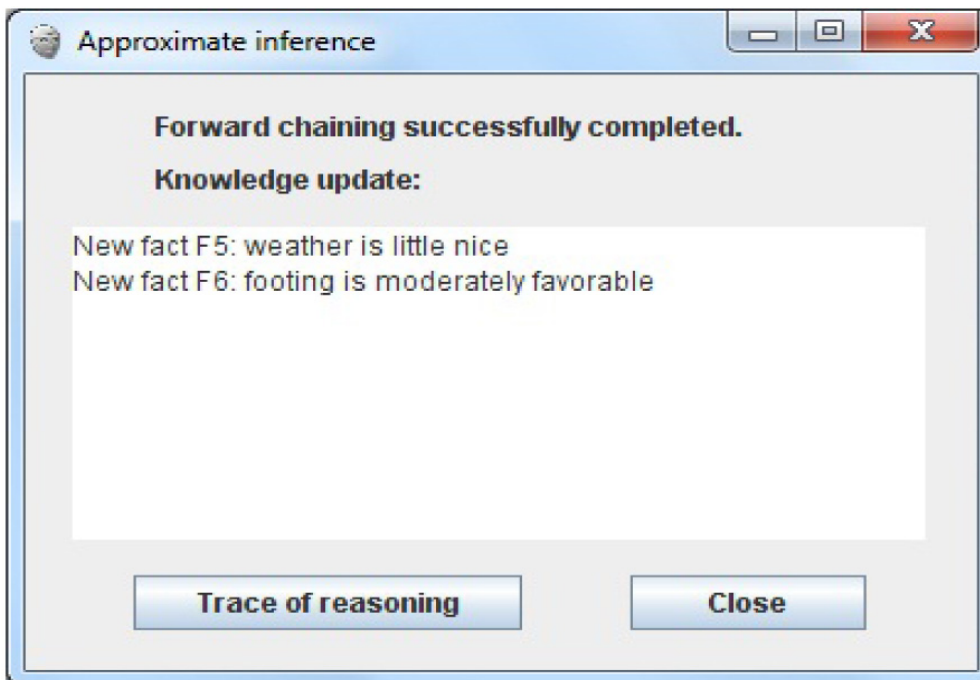 Approximate inference
Forward chaining successfully completed.
Knowledge update:
New fact F5: weather is little nice
New fact F6: footing is moderately favorable
Trace of reasoning
Close